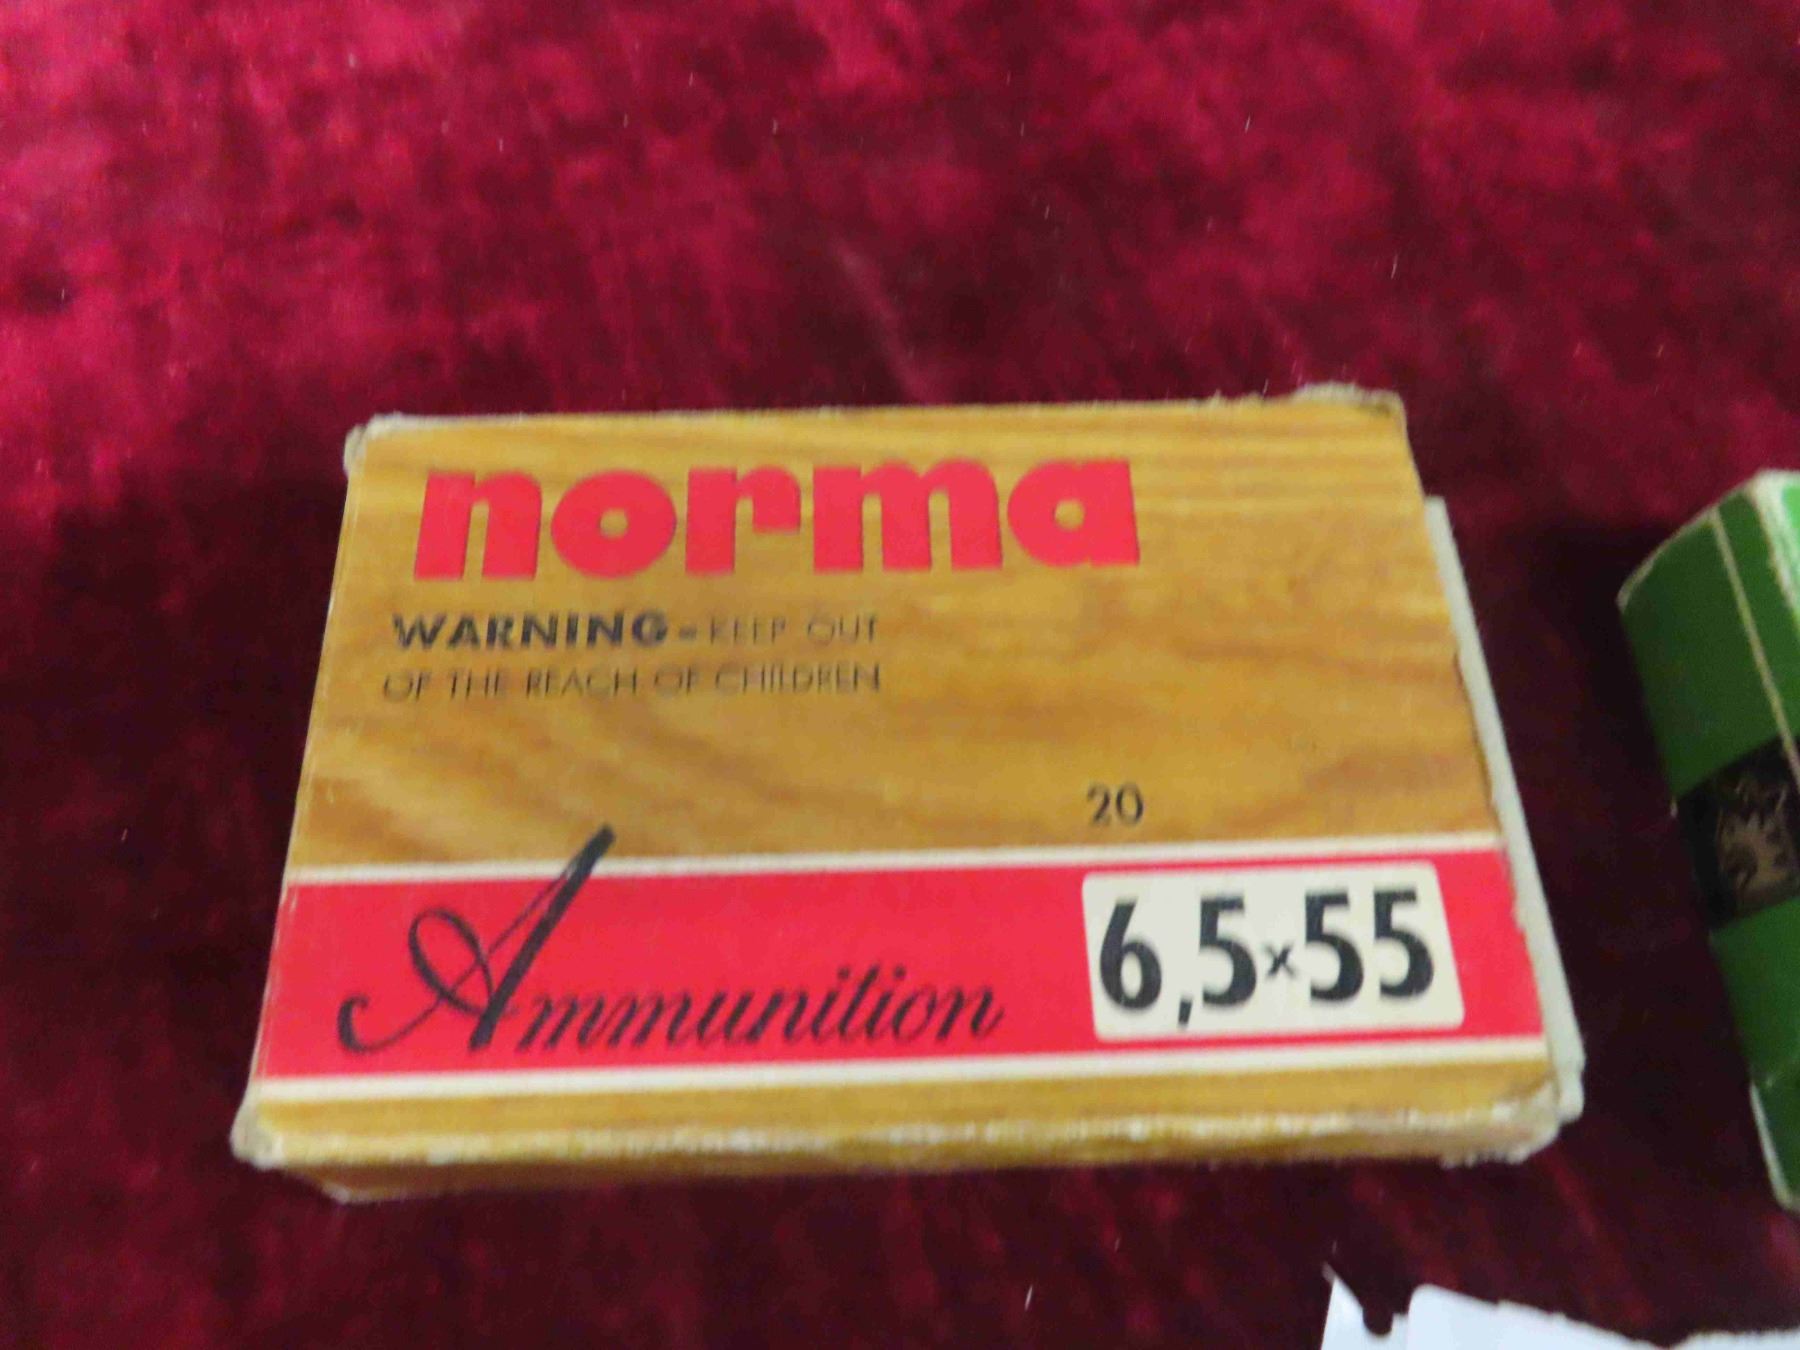 norma
WARNING - KEEP OUT
OF THE REACH OF CHILDREN
20
Ammunition
6,5x55